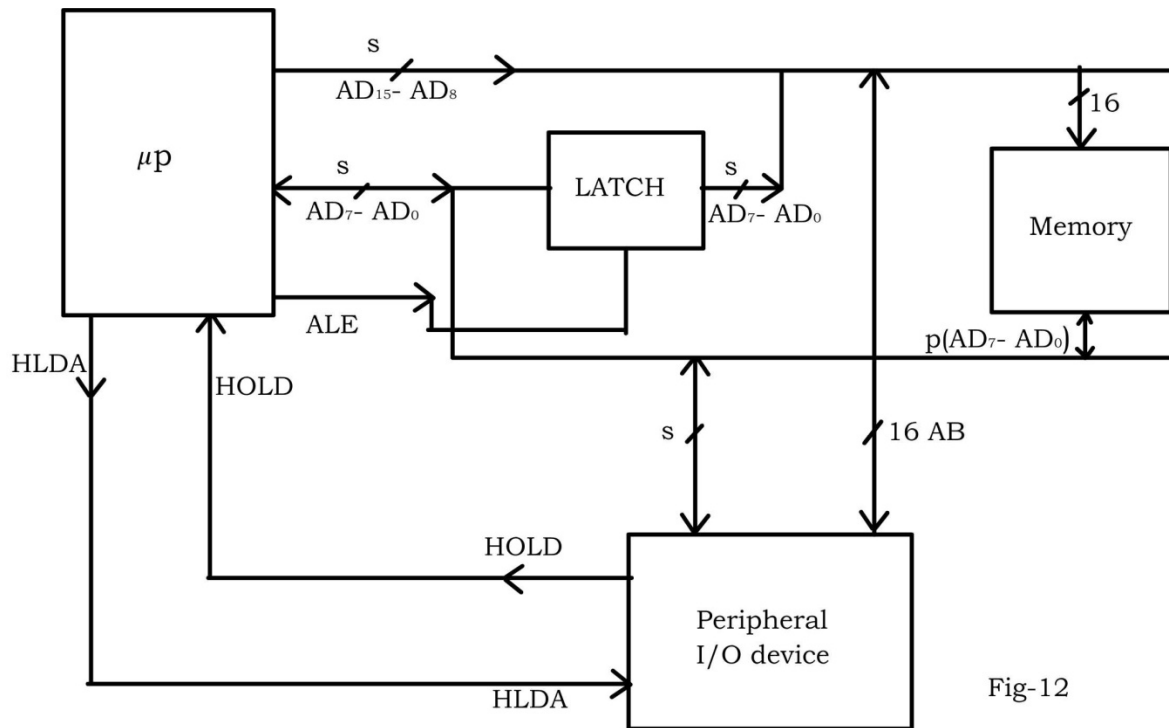 s
AD₁₅- AD₈
16
µp
s
LATCH
s
AD₇- AD₀
AD₇- AD₀
Memory
ALE
p(AD₇- AD₀)
HLDA
HOLD
s
16 AB
HOLD
Peripheral
I/O device
HLDA
Fig-12